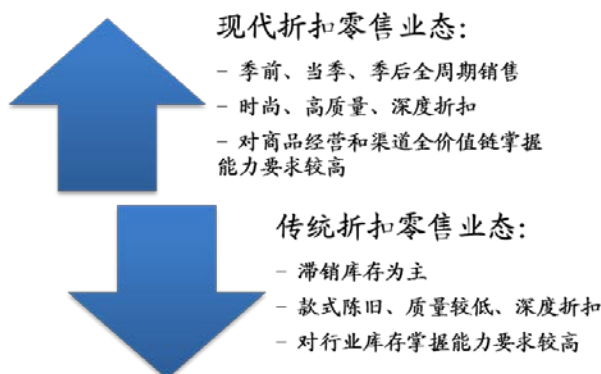 现代折扣零售业态：
– 季前、当季、季后全周期销售
– 时尚、高质量、深度折扣
– 对商品经营和渠道全价值链掌握
能力要求较高
传统折扣零售业态：
– 滞销库存为主
– 款式陈旧、质量较低、深度折扣
– 对行业库存掌握能力要求较高